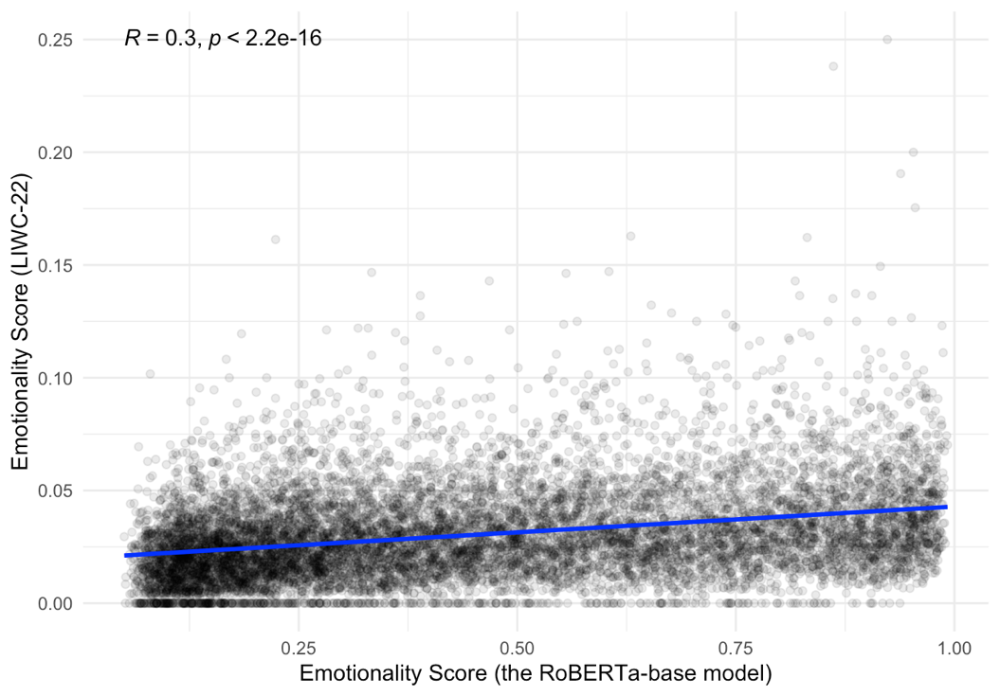 R = 0.3, p < 2.2e-16
0.25
0.20
0.15
0.10
0.05
0.00
Emotionality Score (LIWC-22)
0.25 0.50 0.75 1.00
Emotionality Score (the RoBERTa-base model)